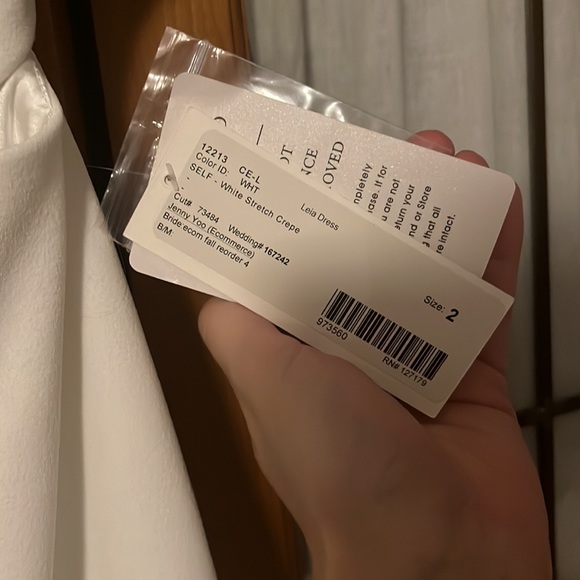 12213 CE-L
Color ID: WHT
SELF - White Stretch Crepe
Leia Dress
Cut# 73484 Wedding# 167242
Jenny Yoo (Ecommerce)
Bride ecom fall reorder 4
B/M:
Size: 2
973560
RN# 127179
OT
NCE
OVED
mpletely
ase. If for
u are not
eturn your
nd or Store
g that all
re intact.